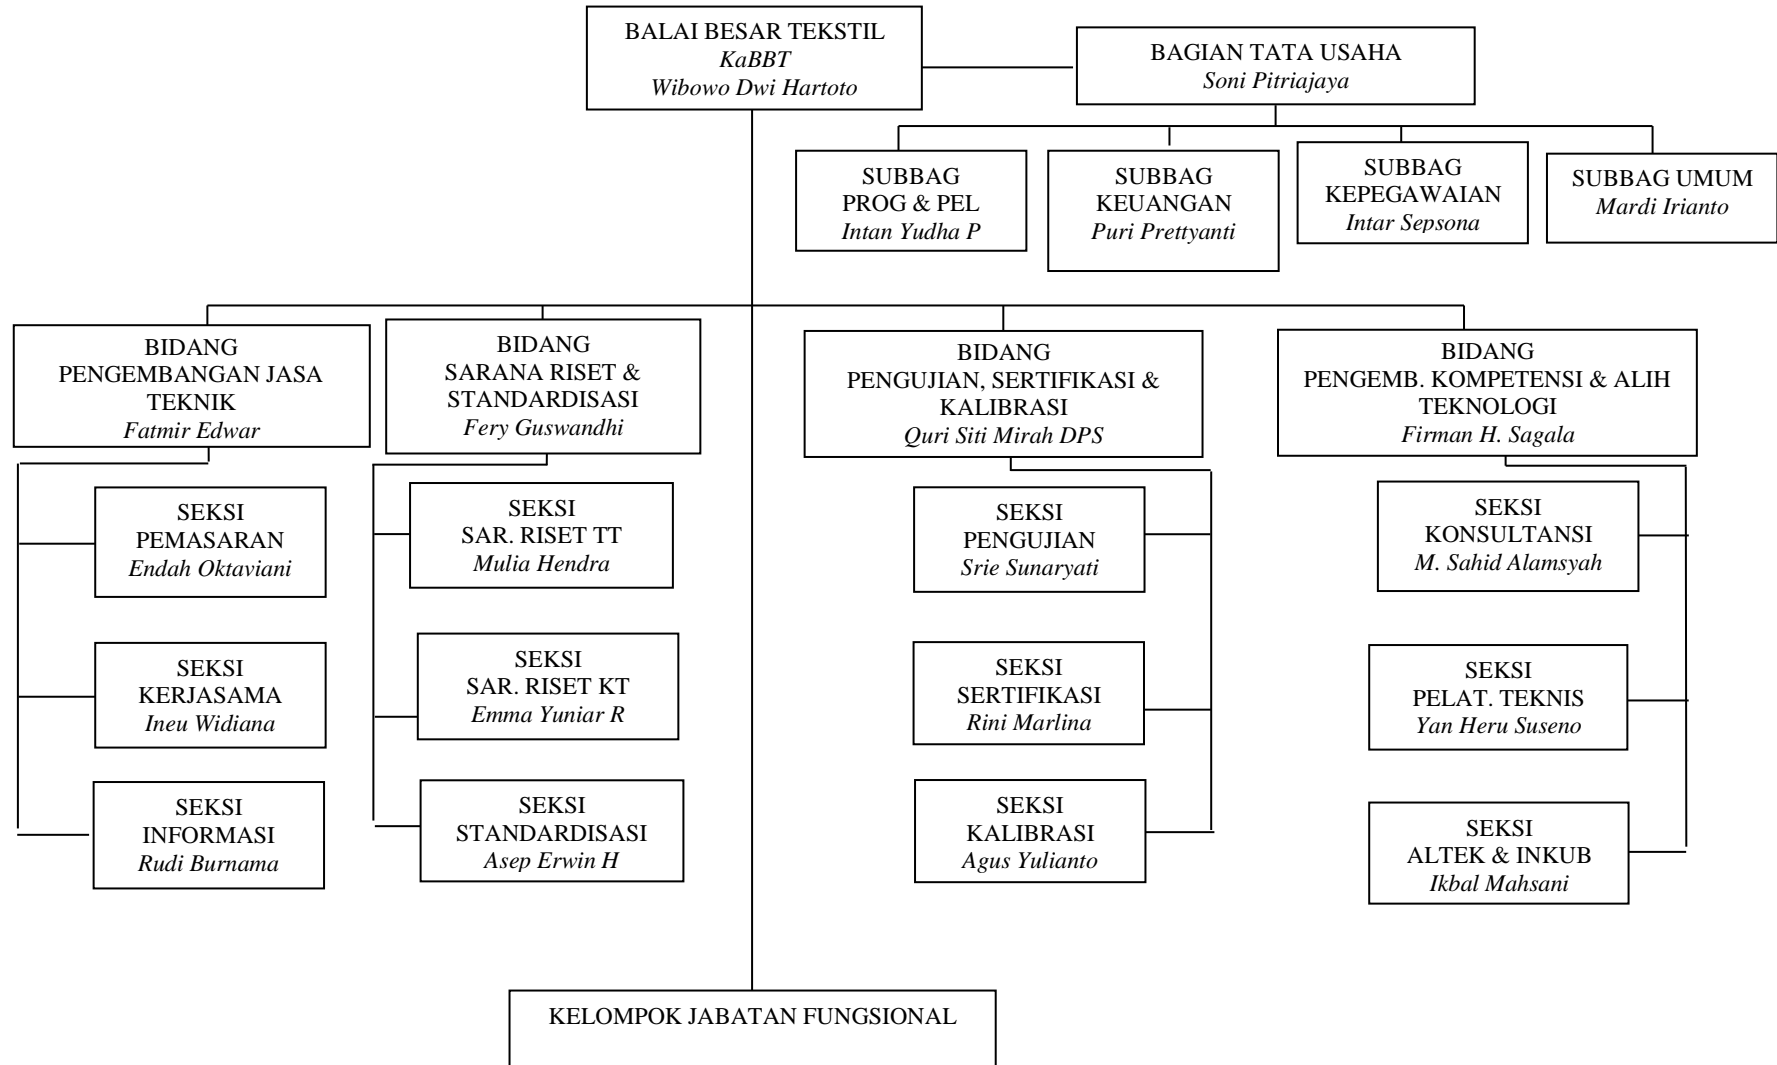 BALAI BESAR TEKSTIL
KaBBT
Wibowo Dwi Hartoto
BAGIAN TATA USAHA
Soni Pitriajaya
SUBBAG
PROG & PEL
Intan Yudha P
SUBBAG
KEUANGAN
Puri Prettyanti
SUBBAG
KEPEGAWAIAN
Intar Sepsona
SUBBAG UMUM
Mardi Irianto
BIDANG
PENGEMBANGAN JASA
TEKNIK
Fatmir Edwar
BIDANG
SARANA RISET &
STANDARDISASI
Fery Guswandhi
BIDANG
PENGUJIAN, SERTIFIKASI &
KALIBRASI
Quri Siti Mirah DPS
BIDANG
PENGEMB. KOMPETENSI & ALIH
TEKNOLOGI
Firman H. Sagala
SEKSI
PEMASARAN
Endah Oktaviani
SEKSI
KERJASAMA
Ineu Widiana
SEKSI
INFORMASI
Rudi Burnama
SEKSI
SAR. RISET TT
Mulia Hendra
SEKSI
SAR. RISET KT
Emma Yuniar R
SEKSI
STANDARDISASI
Asep Erwin H
SEKSI
PENGUJIAN
Srie Sunaryati
SEKSI
SERTIFIKASI
Rini Marlina
SEKSI
KALIBRASI
Agus Yulianto
SEKSI
KONSULTANSI
M. Sahid Alamsyah
SEKSI
PELAT. TEKNIS
Yan Heru Suseno
SEKSI
ALTEK & INKUB
Ikbal Mahsani
KELOMPOK JABATAN FUNGSIONAL